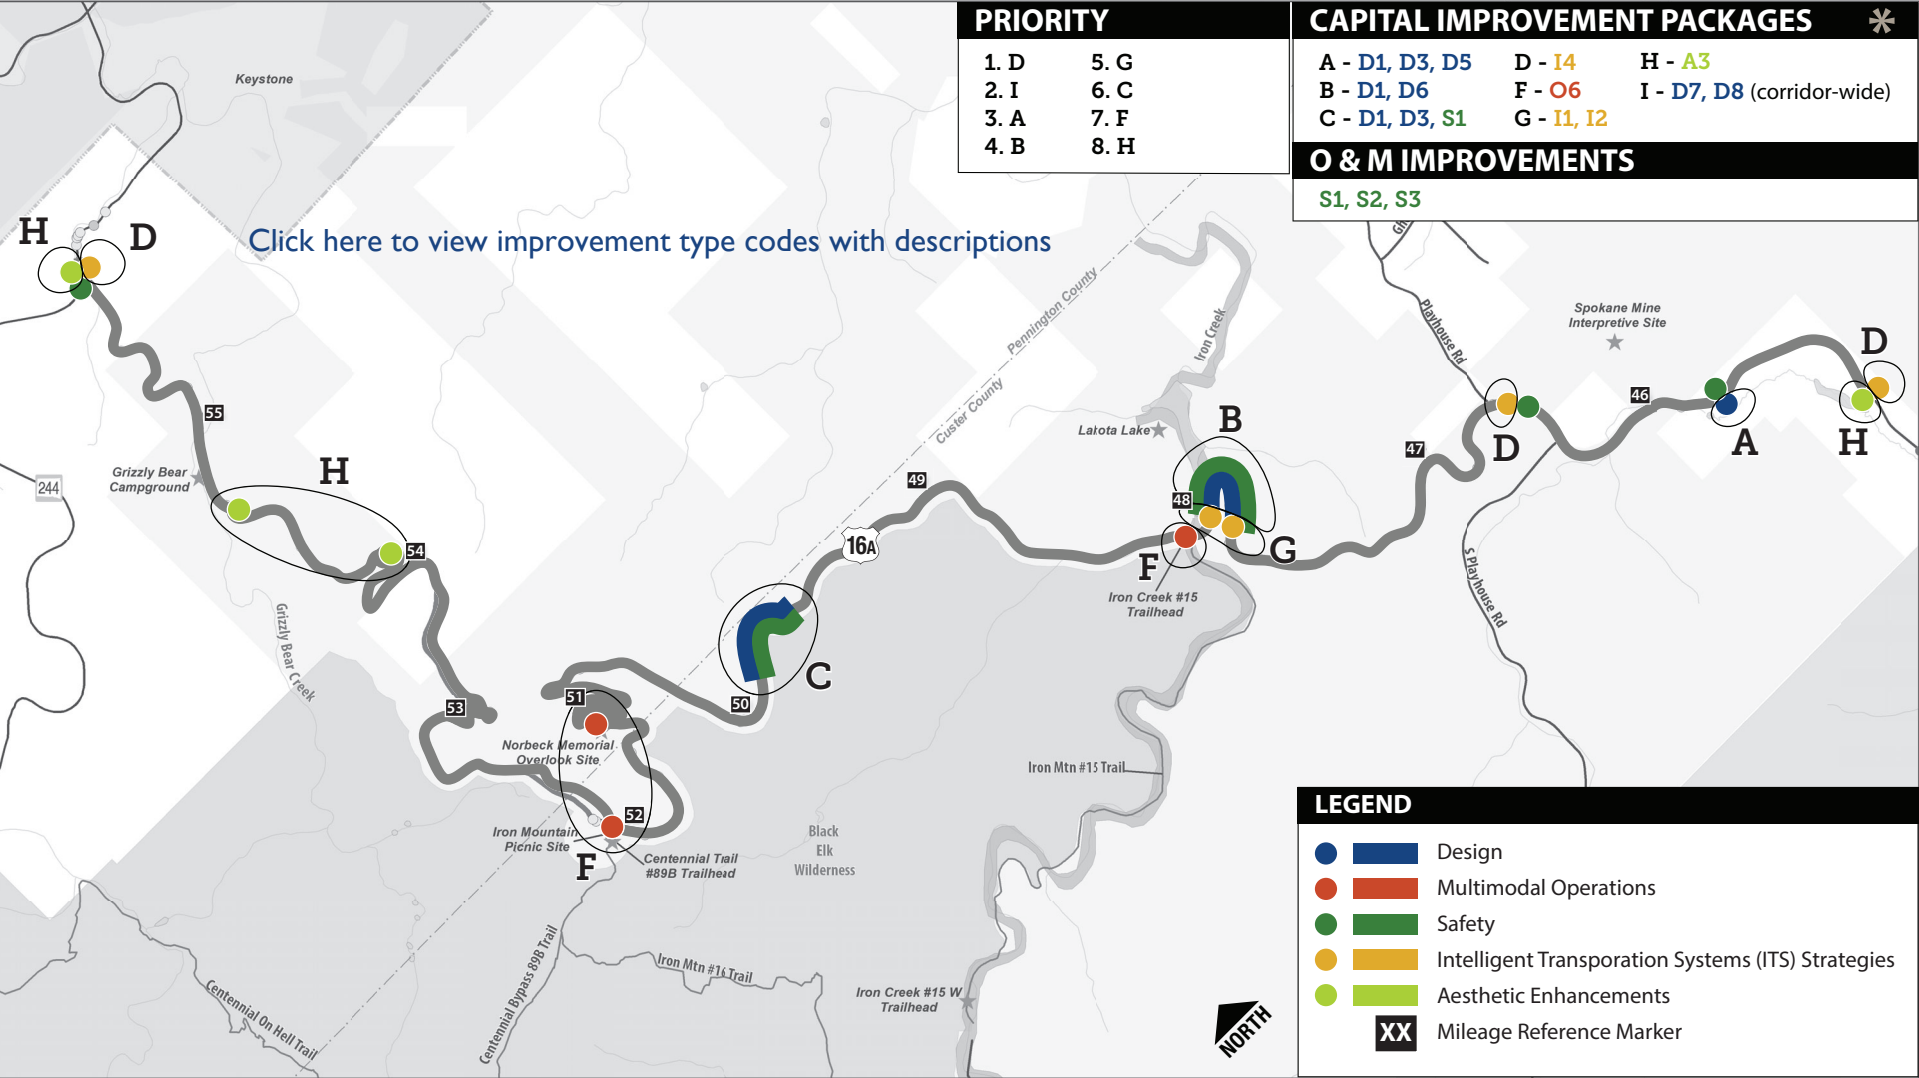 PRIORITY
1. D
2. I
3. A
4. B
5. G
6. C
7. F
8. H
CAPITAL IMPROVEMENT PACKAGES *
A - D1, D3, D5
B - D1, D6
C - D1, D3, S1
D - I4
F - O6
G - I1, I2
H - A3
I - D7, D8 (corridor-wide)
O & M IMPROVEMENTS
S1, S2, S3
Click here to view improvement type codes with descriptions
Keystone
H
D
55
Grizzly Bear
Campground
244
H
54
Grizzly Bear Creek
53
51
Norbeck Memorial
Overlook Site
52
Iron Mountain
Picnic Site
F
Centennial Trail
#89B Trailhead
Centennial On Hell Trail
Centennial Bypass 89B Trail
Iron Mtn #16 Trail
Black
Elk
Wilderness
Iron Creek #15 W
Trailhead
Iron Mtn #15 Trail
50
C
16A
49
Pennington County
Custer County
Iron Creek
Lakota Lake
B
48
F
G
Iron Creek #15
Trailhead
47
Playhouse Rd
S Playhouse Rd
D
46
Spokane Mine
Interpretive Site
A
D
H
NORTH
LEGEND
Design
Multimodal Operations
Safety
Intelligent Transporation Systems (ITS) Strategies
Aesthetic Enhancements
XX Mileage Reference Marker